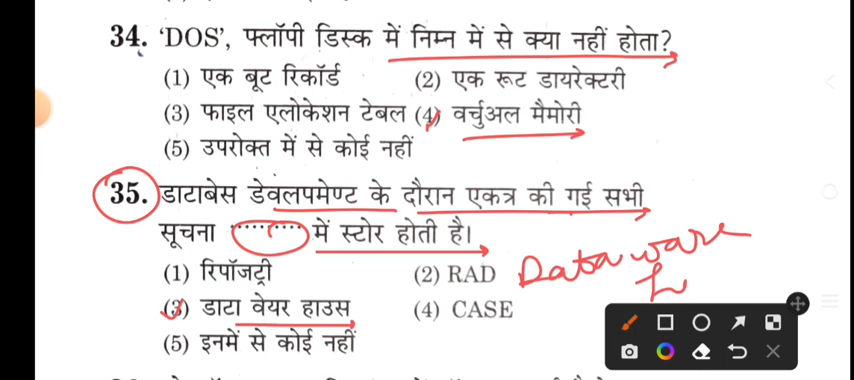 34. 'DOS', फ्लॉपी डिस्क में निम्न में से क्या नहीं होता?
(1) एक बूट रिकॉर्ड (2) एक रूट डायरेक्टरी
(3) फाइल एलोकेशन टेबल (4) वर्चुअल मैमोरी
(5) उपरोक्त में से कोई नहीं
35. डाटाबेस डेवलपमेण्ट के दौरान एकत्र की गई सभी
सूचना .......... में स्टोर होती है।
(1) रिपॉजट्री (2) RAD
Data ware
(3) डाटा वेयर हाउस (4) CASE
(5) इनमें से कोई नहीं